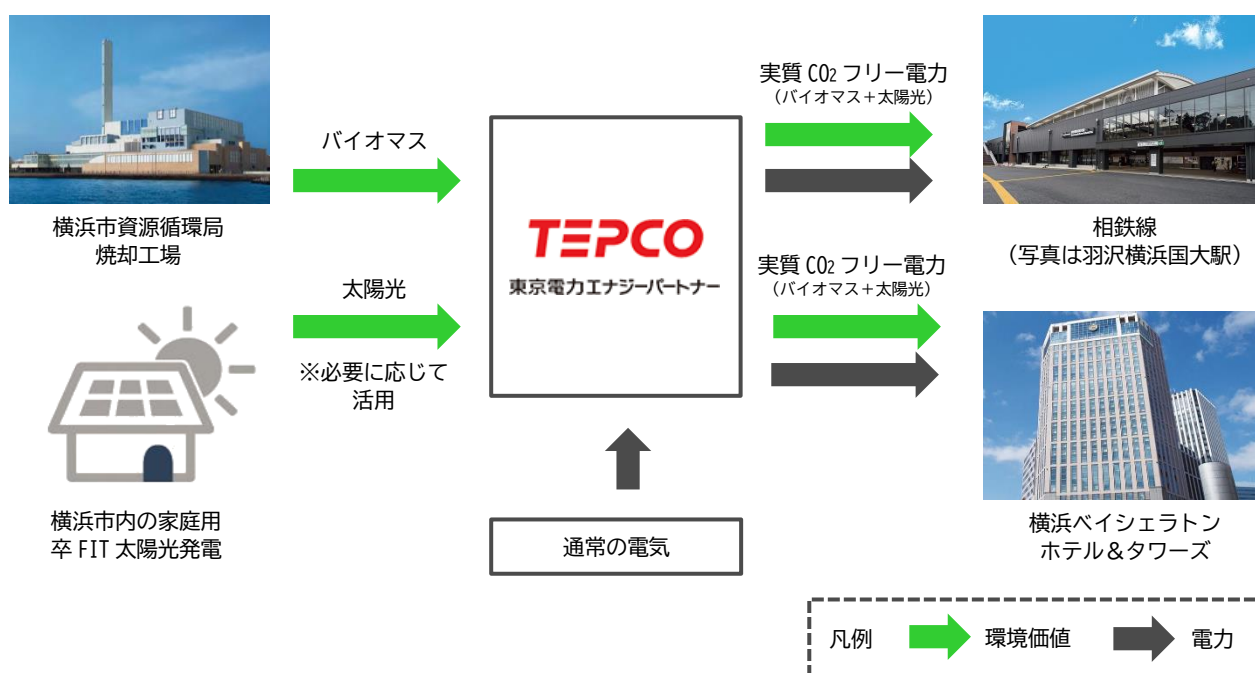 バイオマス
横浜市資源循環局
焼却工場
太陽光
※必要に応じて
活用
横浜市内の家庭用
卒 FIT 太陽光発電
TEPCO
東京電力エナジーパートナー
通常の電気
実質 CO2 フリー電力
(バイオマス+太陽光)
相鉄線
(写真は羽沢横浜国大駅)
実質 CO2 フリー電力
(バイオマス+太陽光)
横浜ベイシェラトン
ホテル&タワーズ
凡例 環境価値 電力